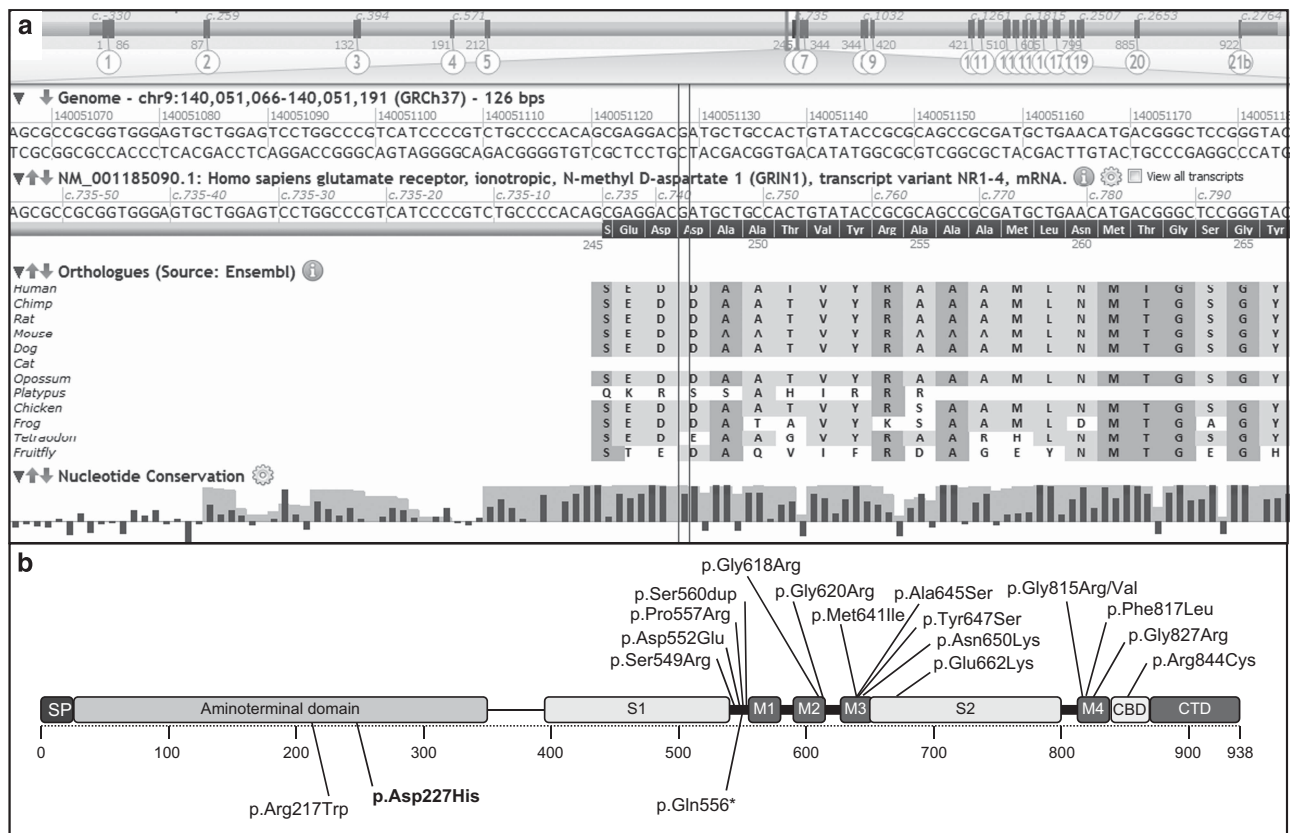 a
c.-330 c.259 c.394 c.571 c.735 c.1032 c.1261 c.1815 c.2507 c.2653 c.2764
1 86 87 132 191 212 245 344 344 420 421 510 605 799 885 922
1 2 3 4 5 7 9 11 17 19 20 21b
Genome - chr9:140,051,066-140,051,191 (GRCh37) - 126 bps
140051070 140051080 140051090 140051100 140051110 140051120 140051130 140051140 140051150 140051160 140051170
AGCGCCGCGGTGGGAGTGCTGGAGTCCTGGCCCGTCATCCCCGTCTGCCCCACAGCGAGGACGATGCTGCCACTGTATACCGCGCAGCCGCGATGCTGAACATGACGGGCTCCGGGTAC
TCGCGGCGCCACCCTCACGACCTCAGGACCGGGCAGTAGGGGCAGACGGGGTGTCGCTCCTGCTACGACGGTGACATATGGCGCGTCGGCGCTACGACTTGTACTGCCCGAGGCCCATG
NM_001185090.1: Homo sapiens glutamate receptor, ionotropic, N-methyl D-aspartate 1 (GRIN1), transcript variant NR1-4, mRNA. View all transcripts
c.735-50 c.735-40 c.735-30 c.735-20 c.735-10 c.735 c.740 c.750 c.760 c.770 c.780 c.790
AGCGCCGCGGTGGGAGTGCTGGAGTCCTGGCCCGTCATCCCCGTCTGCCCCACAGCGAGGACGATGCTGCCACTGTATACCGCGCAGCCGCGATGCTGAACATGACGGGCTCCGGGTAC
S Glu Asp Asp Ala Ala Thr Val Tyr Arg Ala Ala Ala Met Leu Asn Met Thr Gly Ser Gly Tyr
245 250 255 260 265
Orthologues (Source: Ensembl)
Human S E D D A A T V Y R A A A M L N M T G S G Y
Chimp S E D D A A T V Y R A A A M L N M T G S G Y
Rat S E D D A A T V Y R A A A M L N M T G S G Y
Mouse S E D D A A T V Y R A A A M L N M T G S G Y
Dog S E D D A A T V Y R A A A M L N M T G S G Y
Cat
Opossum S E D D A A T V Y R A A A M L N M T G S G Y
Platypus Q K R S S A H I R R R
Chicken S E D D A A T V Y R S A A M L N M T G S G Y
Frog S E D D A T A V Y K S A A M L D M T G A G Y
Tetraodon S E D E A A G V Y R A A R H L N M T G S G Y
Fruitfly S T E D A Q V I F R D A G E Y N M T G E G H
Nucleotide Conservation
b
p.Gly618Arg
p.Ser560dup p.Gly620Arg p.Ala645Ser p.Gly815Arg/Val
p.Pro557Arg p.Met641Ile p.Tyr647Ser p.Phe817Leu
p.Asp552Glu p.Asn650Lys p.Gly827Arg
p.Ser549Arg p.Glu662Lys p.Arg844Cys
SP Aminoterminal domain S1 M1 M2 M3 S2 M4 CBD CTD
0 100 200 300 400 500 600 700 800 900 938
p.Arg217Trp p.Asp227His p.Gln556*